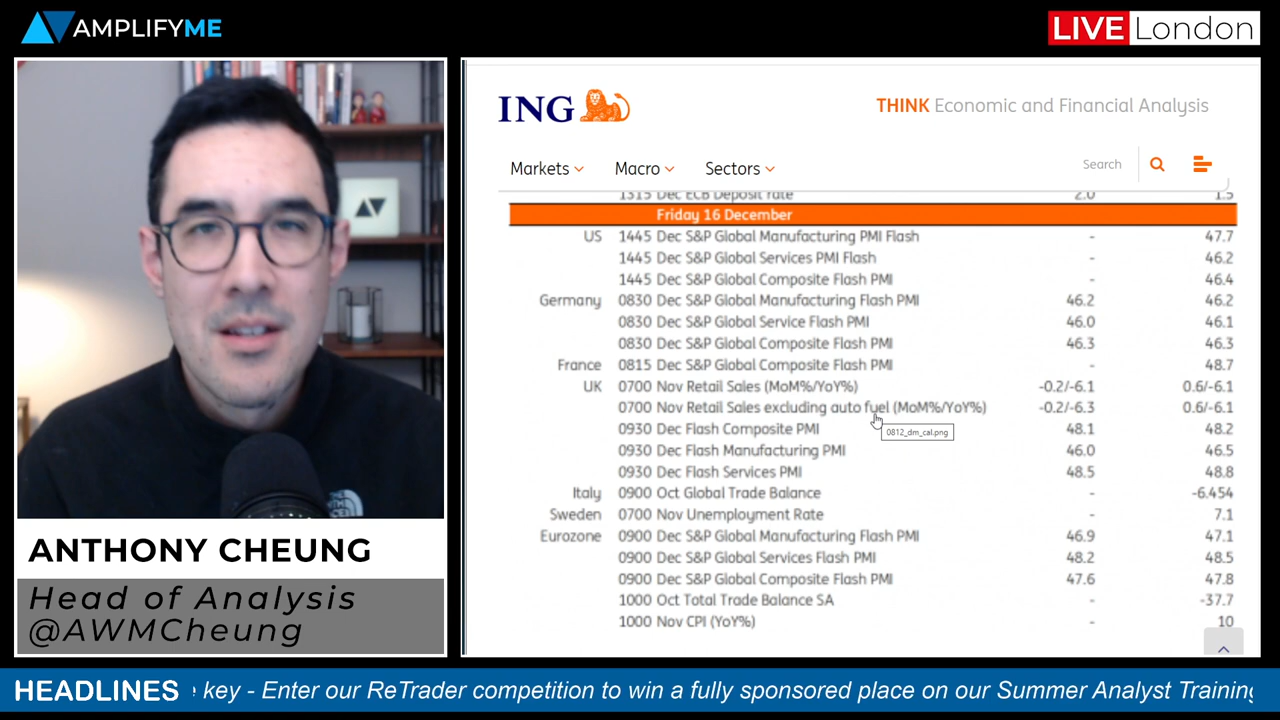 AMPLIFYME
LIVE London
ING
THINK Economic and Financial Analysis
Markets Macro Sectors Search
1315 Dec ECB Deposit rate 2.0 1.5
Friday 16 December
US 1445 Dec S&P Global Manufacturing PMI Flash - 47.7
1445 Dec S&P Global Services PMI Flash - 46.2
1445 Dec S&P Global Composite Flash PMI - 46.4
Germany 0830 Dec S&P Global Manufacturing Flash PMI 46.2 46.2
0830 Dec S&P Global Service Flash PMI 46.0 46.1
0830 Dec S&P Global Composite Flash PMI 46.3 46.3
France 0815 Dec S&P Global Composite Flash PMI - 48.7
UK 0700 Nov Retail Sales (MoM%/YoY%) -0.2/-6.1 0.6/-6.1
0700 Nov Retail Sales excluding auto fuel (MoM%/YoY%) -0.2/-6.3 0.6/-6.1
0930 Dec Flash Composite PMI 48.1 48.2
0812_dm_cal.png
0930 Dec Flash Manufacturing PMI 46.0 46.5
0930 Dec Flash Services PMI 48.5 48.8
Italy 0900 Oct Global Trade Balance - -6.454
Sweden 0700 Nov Unemployment Rate - 7.1
Eurozone 0900 Dec S&P Global Manufacturing Flash PMI 46.9 47.1
0900 Dec S&P Global Services Flash PMI 48.2 48.5
0900 Dec S&P Global Composite Flash PMI 47.6 47.8
1000 Oct Total Trade Balance SA - -37.7
1000 Nov CPI (YoY%) - 10
ANTHONY CHEUNG
Head of Analysis
@AWMCheung
HEADLINES key - Enter our ReTrader competition to win a fully sponsored place on our Summer Analyst Training